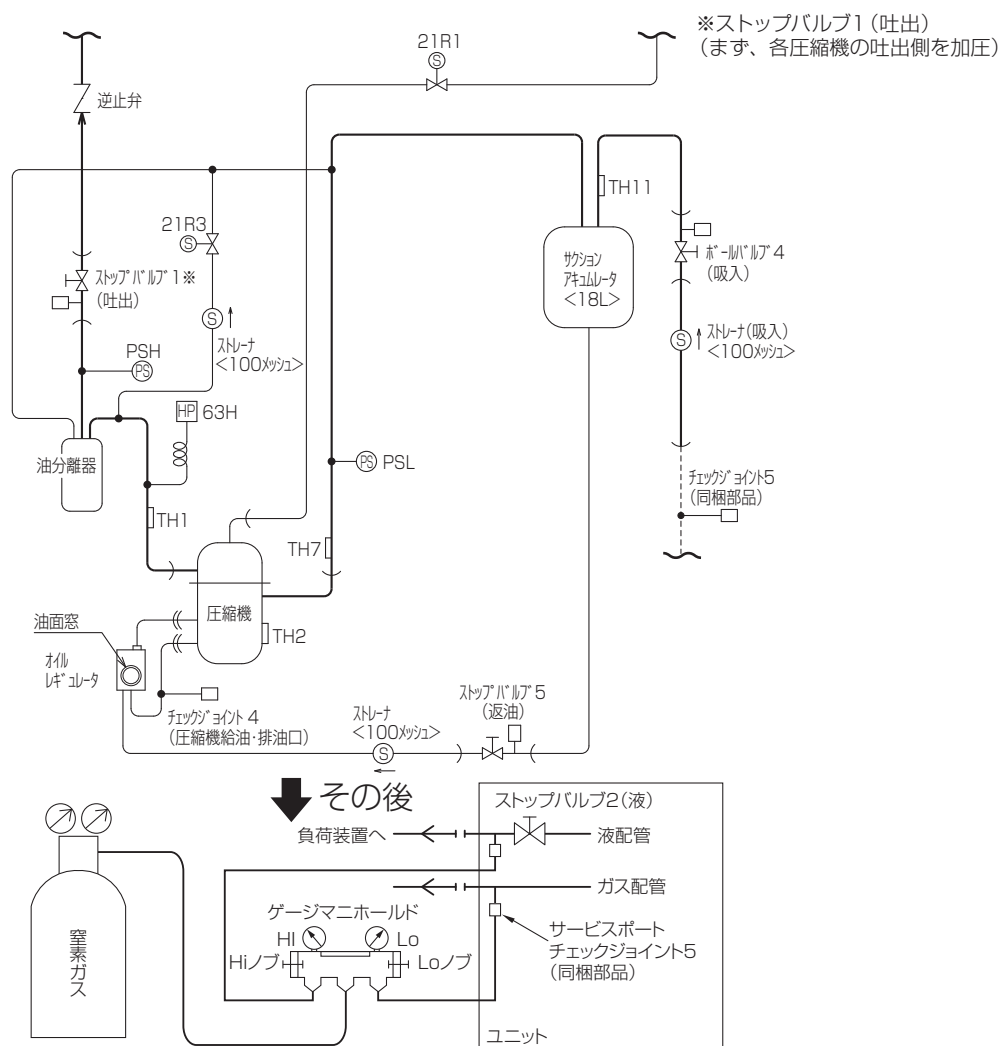 ※ストップバルブ1(吐出)
(まず、各圧縮機の吐出側を加圧)
21R1
S
逆止弁
TH11
21R3
S
ストップバルブ1※
(吐出)
サクション
アキュムレータ
<18L>
ボールバルブ4
(吸入)
S
ストレーナ
<100メッシュ>
S
ストレーナ(吸入)
<100メッシュ>
PSH
PS
HP
63H
油分離器
PS
PSL
チェックジョイント5
(同梱部品)
TH1
TH7
圧縮機
TH2
油面窓
オイル
レギュレータ
チェックジョイント4
(圧縮機給油・排油口)
ストレーナ
<100メッシュ>
S
ストップバルブ5
(返油)
その後
ストップバルブ2(液)
負荷装置へ
液配管
ガス配管
ゲージマニホールド
HI
Lo
Hiノブ
Loノブ
サービスポート
チェックジョイント5
(同梱部品)
窒素ガス
ユニット